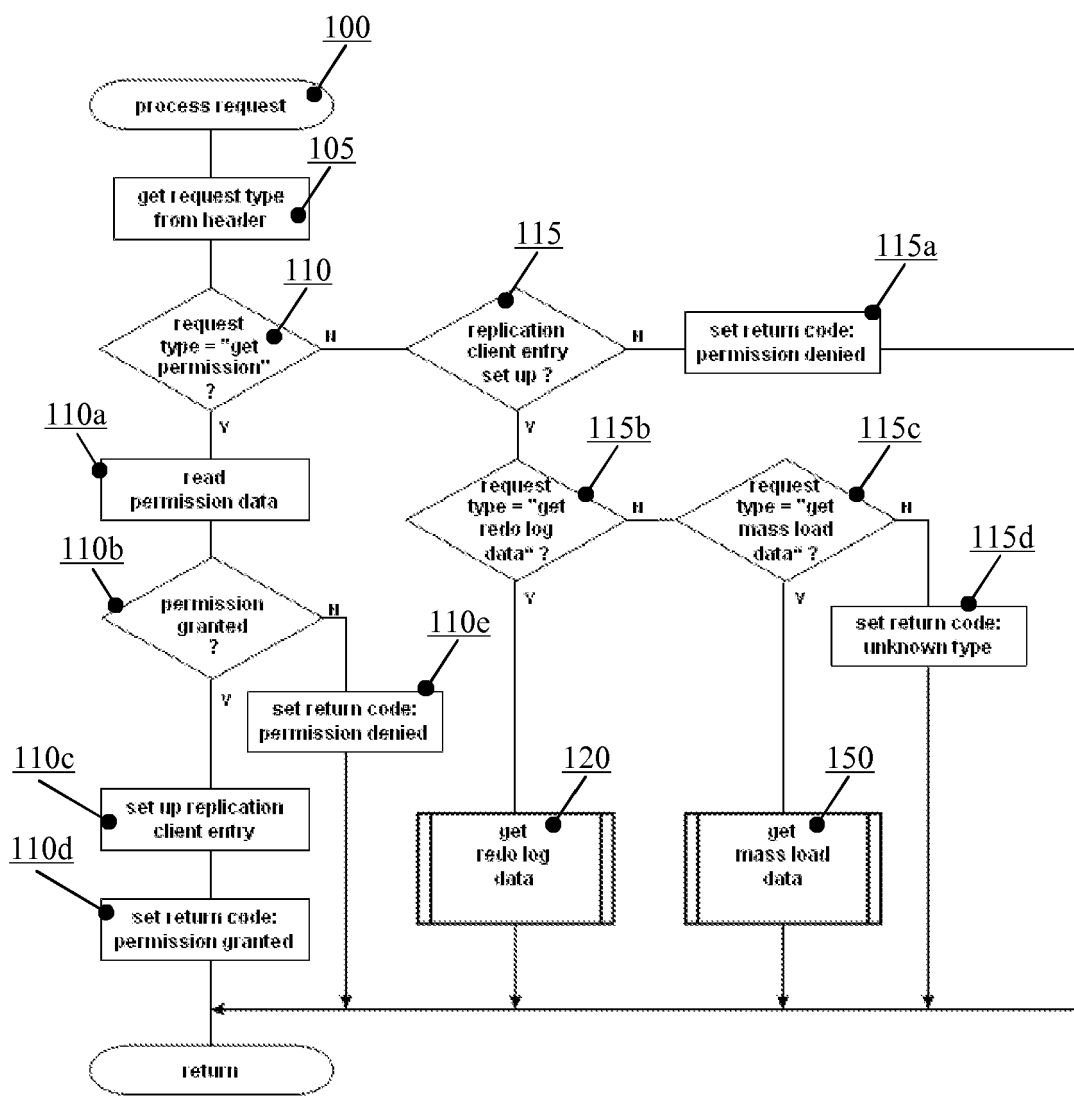 100
process request
105
get request type
from header
110
request
type = "get
permission"
?
N
Y
115
replication
client entry
set up ?
N
Y
115a
set return code:
permission denied
110a
read
permission data
115b
request
type = "get
redo log
data" ?
Y
115c
request
type = "get
mass load
data" ?
N
Y
110b
permission
granted
?
N
Y
115d
set return code:
unknown type
110e
set return code:
permission denied
110c
set up replication
client entry
120
get
redo log
data
150
get
mass load
data
110d
set return code:
permission granted
return